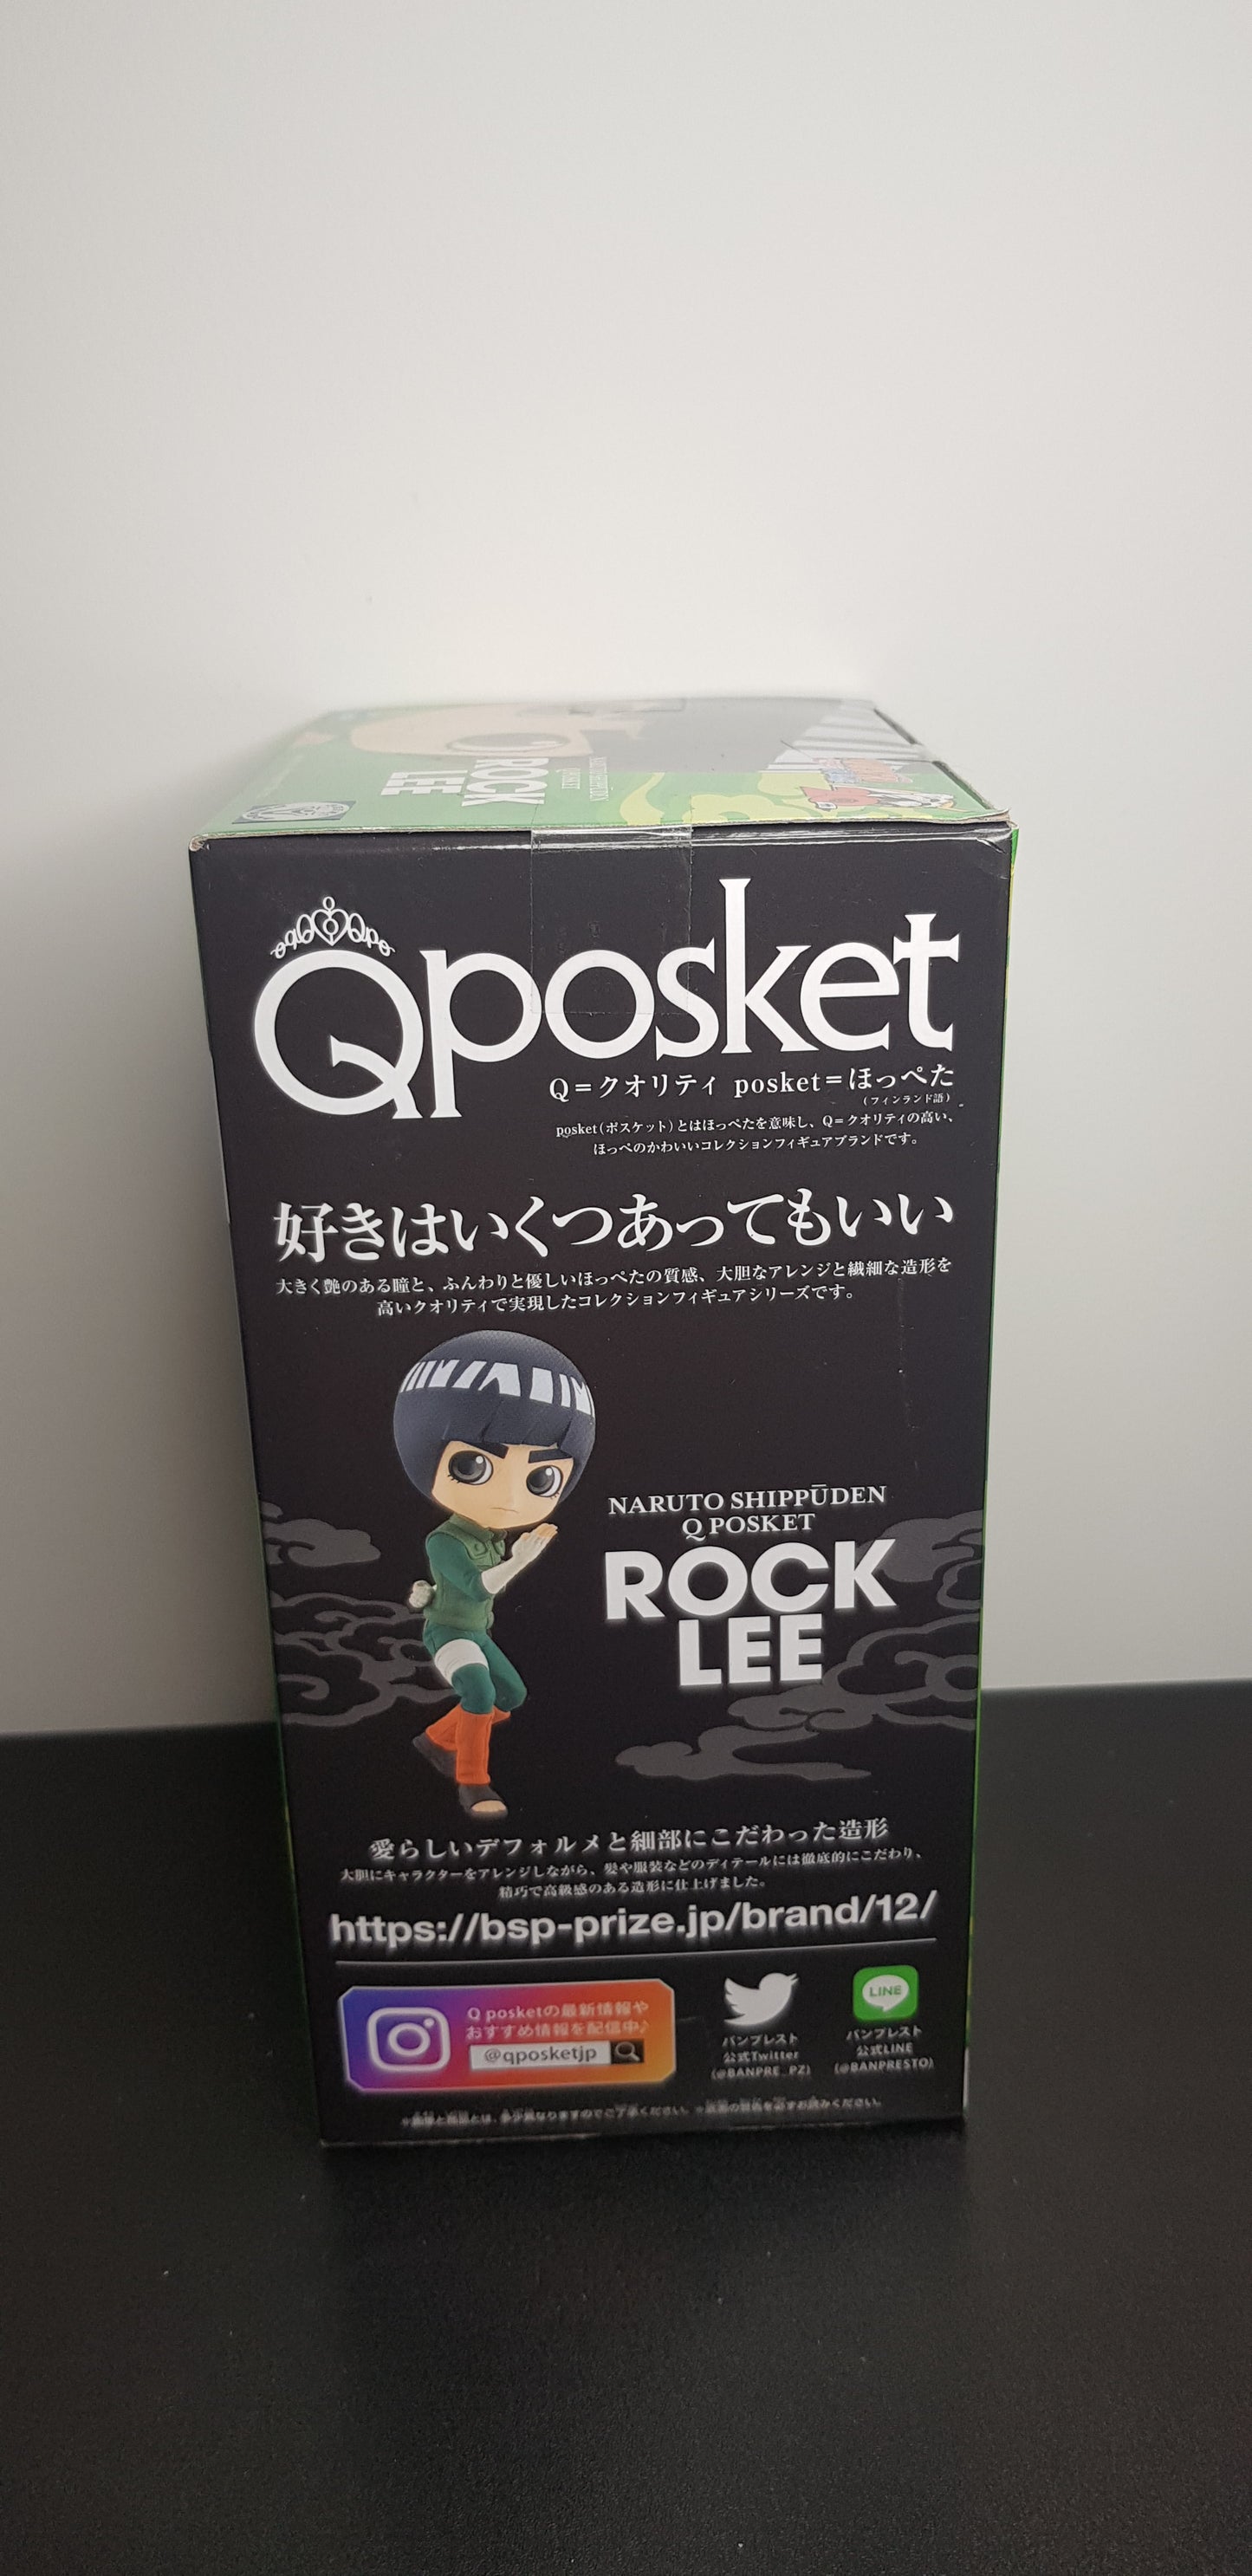 ROCK
LEE
NARUTO SHIPPUDEN
Q POSKET
Qposket
Q=クオリティ posket=ほっぺた
(フィンランド語)
posket(ポスケット)とはほっぺたを意味し、Q=クオリティの高い、
ほっぺのかわいいコレクションフィギュアブランドです。
好きはいくつあってもいい
大きく艶のある瞳と、ふんわりと優しいほっぺたの質感、大胆なアレンジと繊細な造形を
高いクオリティで実現したコレクションフィギュアシリーズです。
NARUTO SHIPPŪDEN
Q POSKET
ROCK
LEE
愛らしいデフォルメと細部にこだわった造形
大胆にキャラクターをアレンジしながら、髪や服装などのディテールには徹底的にこだわり、
精巧で高級感のある造形に仕上げました。
https://bsp-prize.jp/brand/12/
Q posketの最新情報や
おすすめ情報を配信中♪
@qposketjp
バンプレスト
公式Twitter
(@BANPRE_PZ)
LINE
バンプレスト
公式LINE
(@BANPRESTO)